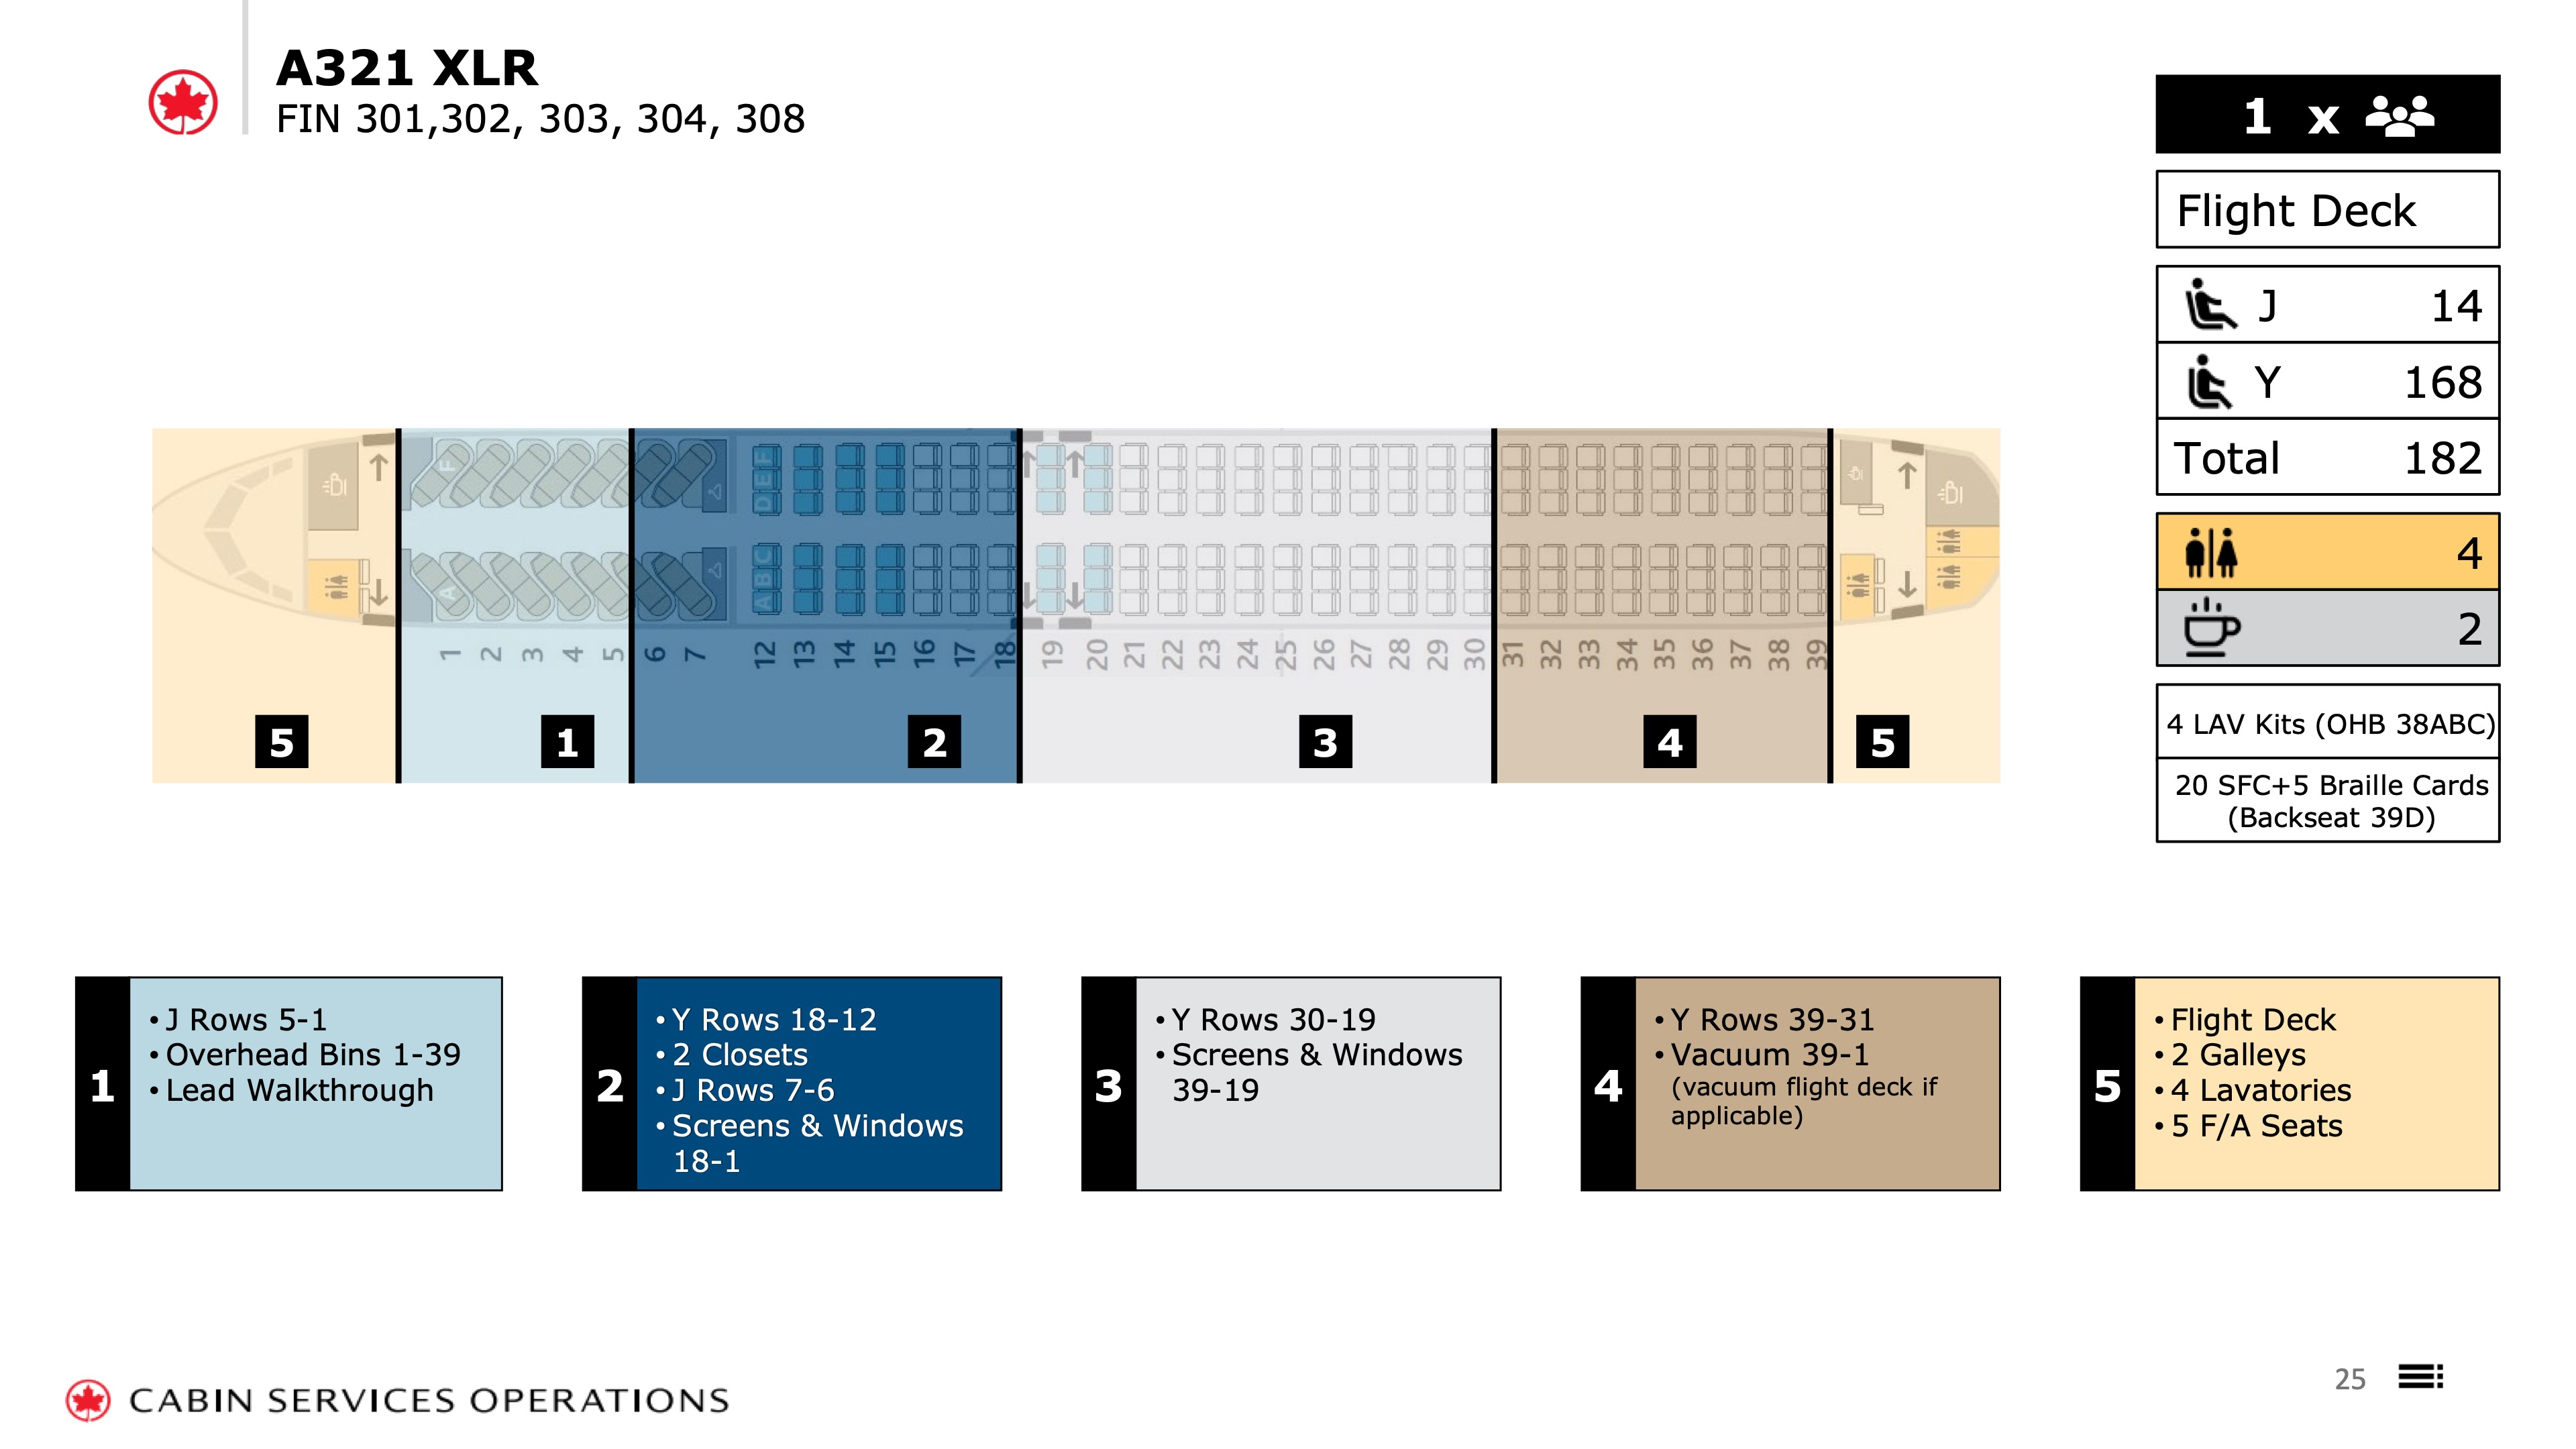 A321 XLR
FIN 301,302, 303, 304, 308
1 x
Flight Deck
J 14
Y 168
Total 182
4
2
4 LAV Kits (OHB 38ABC)
20 SFC+5 Braille Cards
(Backseat 39D)
F
D E F
A
A B C
1 2 3 4 5 6 7 12 13 14 15 16 17 18 19 20 21 22 23 24 25 26 27 28 29 30 31 32 33 34 35 36 37 38 39
5 1 2 3 4 5
1
• J Rows 5-1
• Overhead Bins 1-39
• Lead Walkthrough
2
• Y Rows 18-12
• 2 Closets
• J Rows 7-6
• Screens & Windows
18-1
3
• Y Rows 30-19
• Screens & Windows
39-19
4
• Y Rows 39-31
• Vacuum 39-1
(vacuum flight deck if
applicable)
5
• Flight Deck
• 2 Galleys
• 4 Lavatories
• 5 F/A Seats
CABIN SERVICES OPERATIONS
25